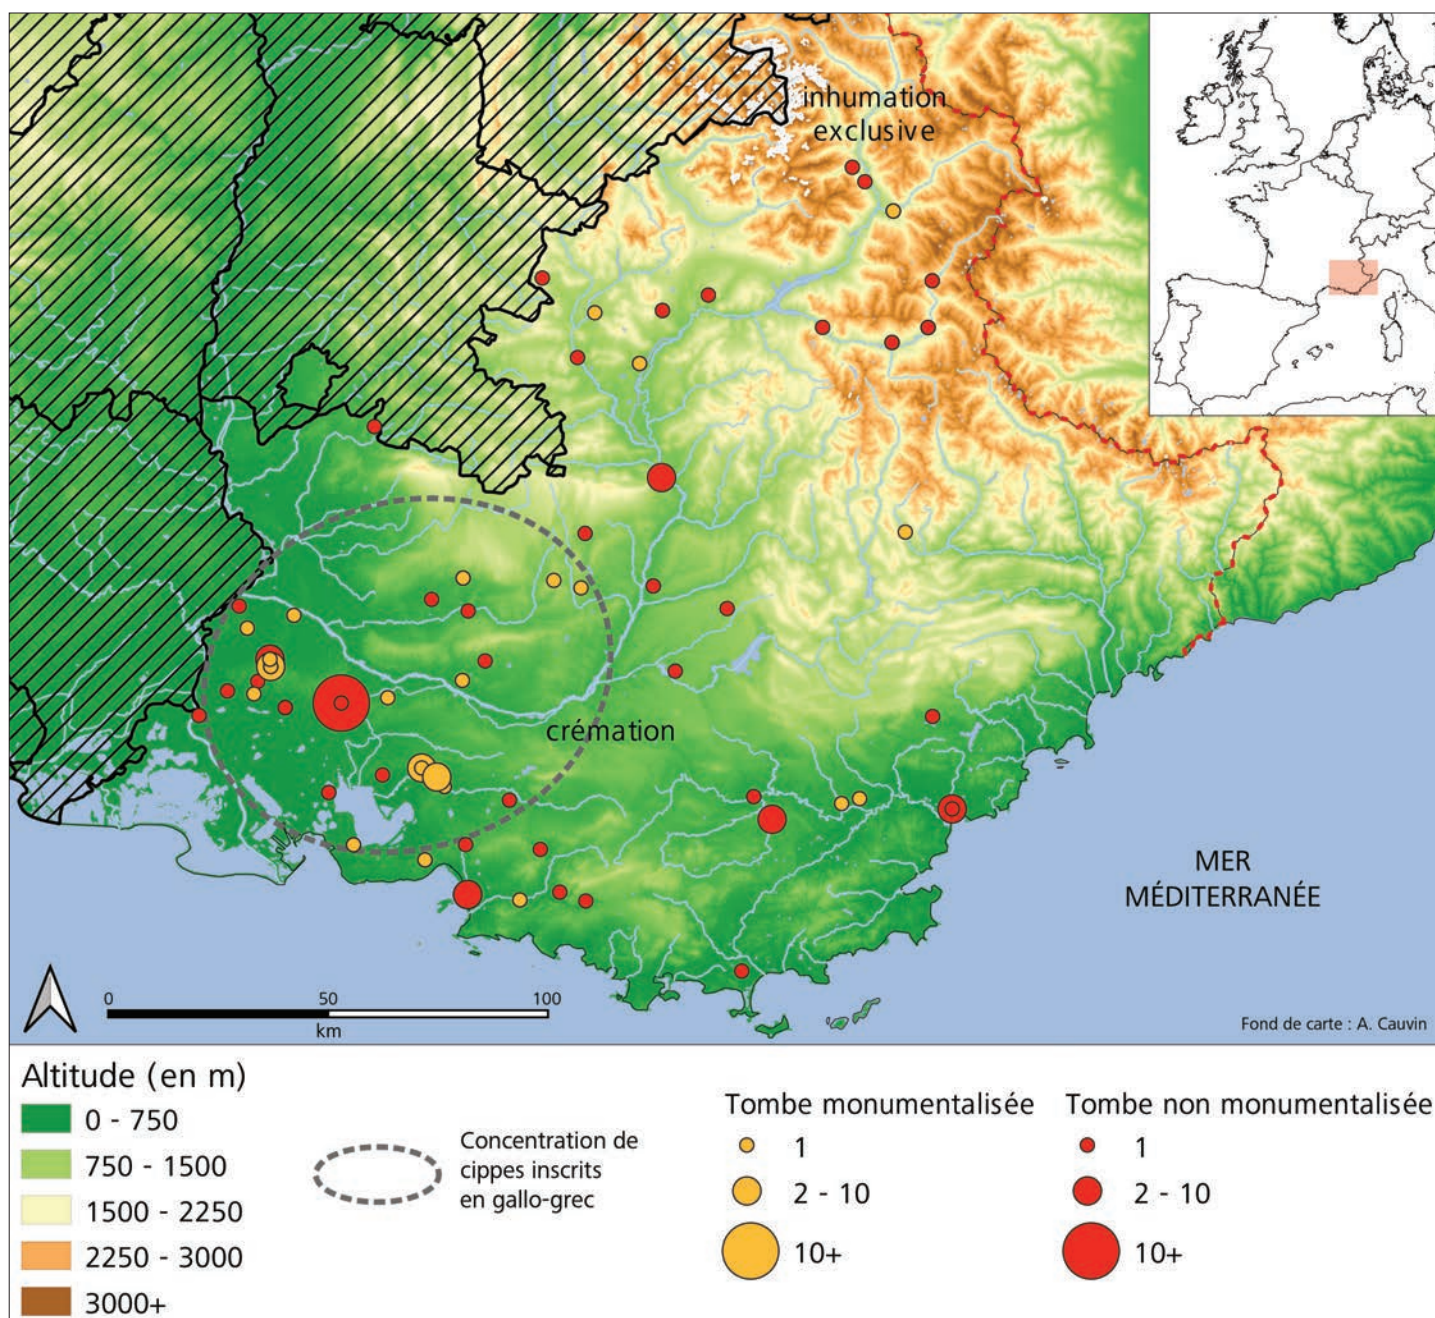 inhumation
exclusive
crémation
MER
MÉDITERRANÉE
0
50
100
km
Fond de carte : A. Cauvin
Altitude (en m)
0 - 750
750 - 1500
1500 - 2250
2250 - 3000
3000+
Concentration de
cippes inscrits
en gallo-grec
Tombe monumentalisée
1
2 - 10
10+
Tombe non monumentalisée
1
2 - 10
10+